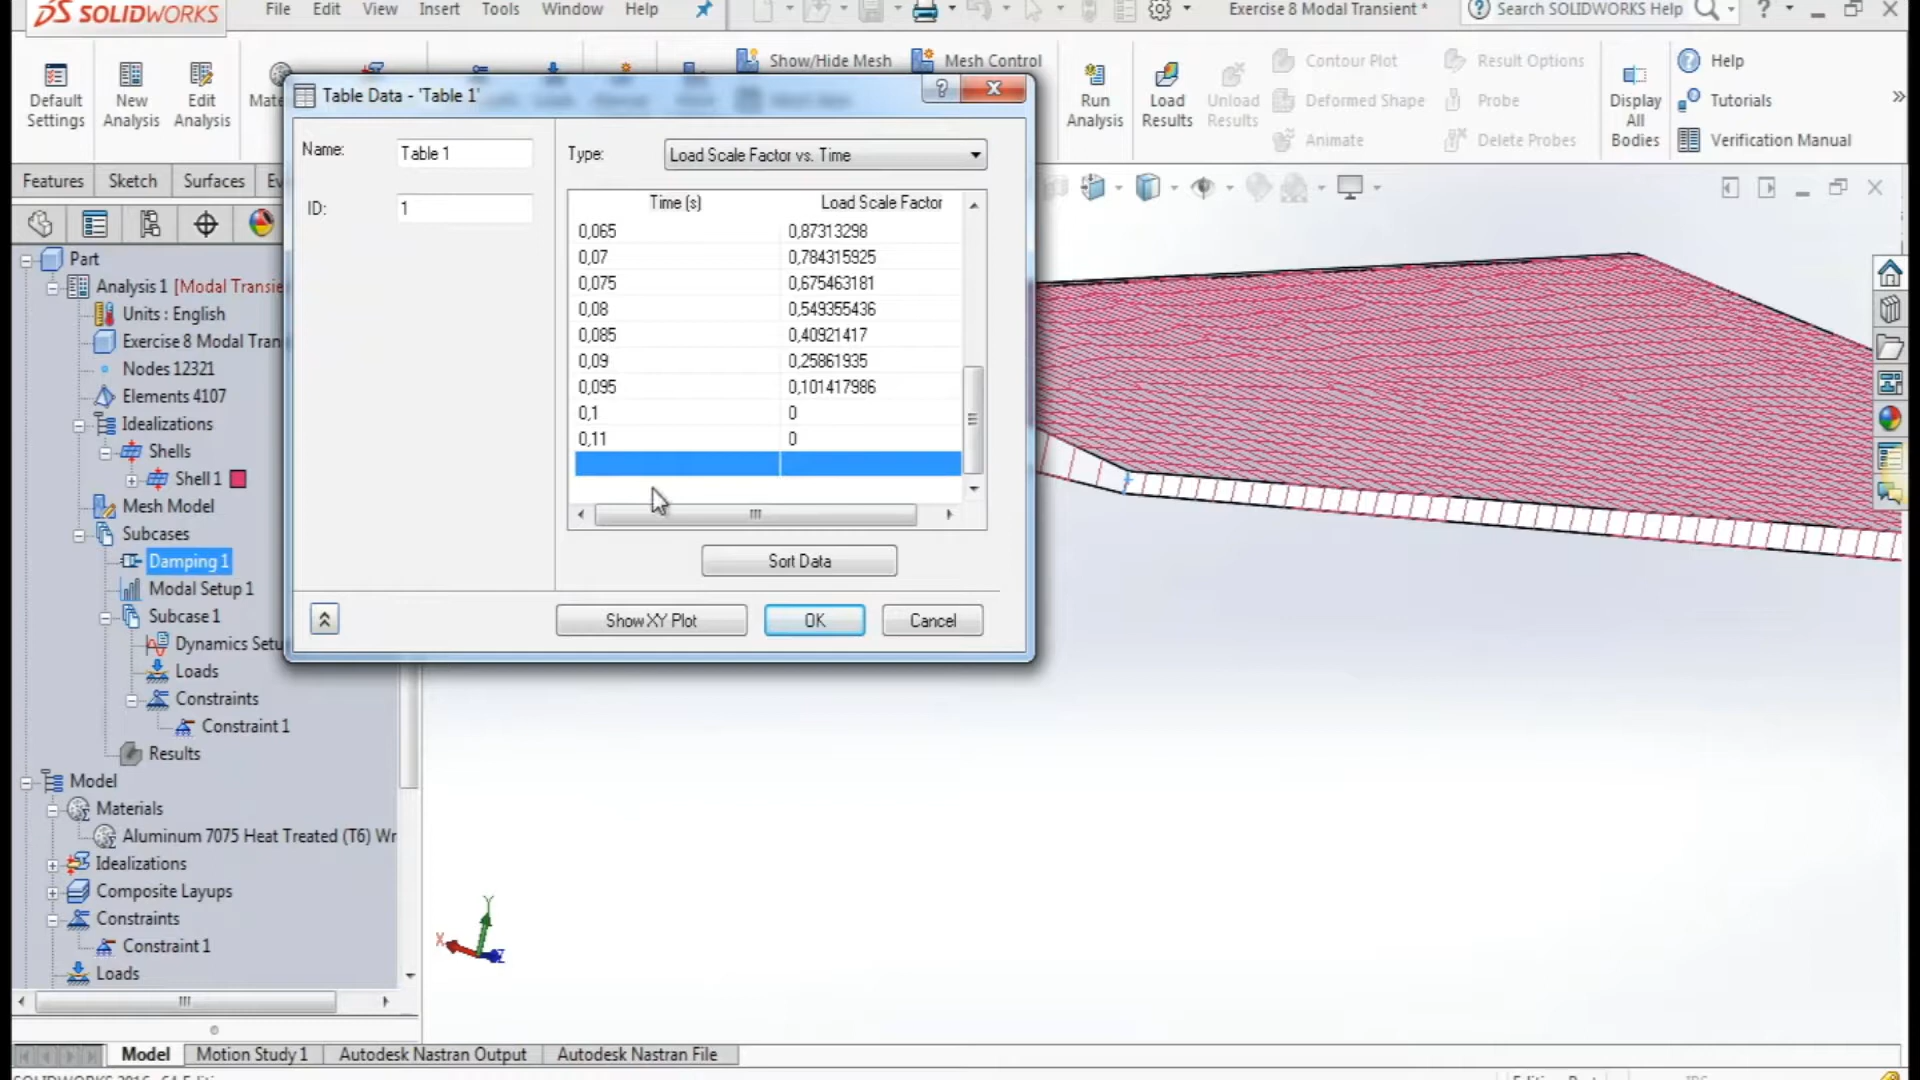 SOLIDWORKS
File Edit View Insert Tools Window Help
Exercise 8 Modal Transient *
Search SOLIDWORKS Help
Default Settings
New Analysis
Edit Analysis
Show/Hide Mesh
Mesh Control
Run Analysis
Load Results
Unload Results
Contour Plot
Deformed Shape
Animate
Result Options
Probe
Delete Probes
Display All Bodies
Help
Tutorials
Verification Manual
Features Sketch Surfaces
Table Data - 'Table 1'
Name: Table 1
ID: 1
Type: Load Scale Factor vs. Time
Time (s) Load Scale Factor
0,065 0,87313298
0,07 0,784315925
0,075 0,675463181
0,08 0,549355436
0,085 0,40921417
0,09 0,25861935
0,095 0,101417986
0,1 0
0,11 0
Sort Data
Show XY Plot OK Cancel
Part
Analysis 1 [Modal Transie
Units : English
Exercise 8 Modal Tran
Nodes 12321
Elements 4107
Idealizations
Shells
Shell 1
Mesh Model
Subcases
Damping 1
Modal Setup 1
Subcase 1
Dynamics Setu
Loads
Constraints
Constraint 1
Results
Model
Materials
Aluminum 7075 Heat Treated (T6) Wr
Idealizations
Composite Layups
Constraints
Constraint 1
Loads
Y
X
Z
Model Motion Study 1 Autodesk Nastran Output Autodesk Nastran File